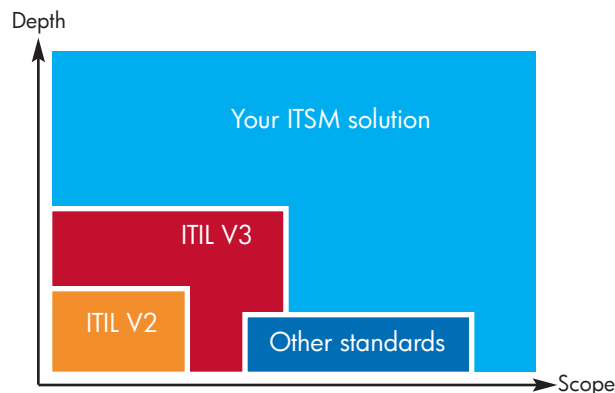 Depth
Your ITSM solution
ITIL V3
ITIL V2
Other standards
Scope